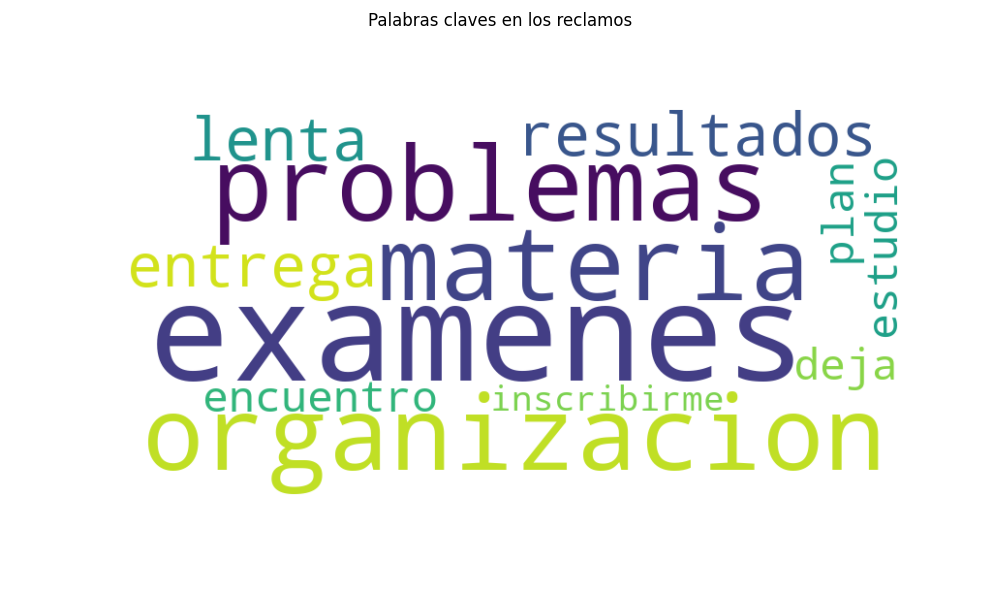 Palabras claves en los reclamos
lenta
resultados
problemas
plan
estudio
entrega
materia
examenes
deja
encuentro
inscribirme
organizacion